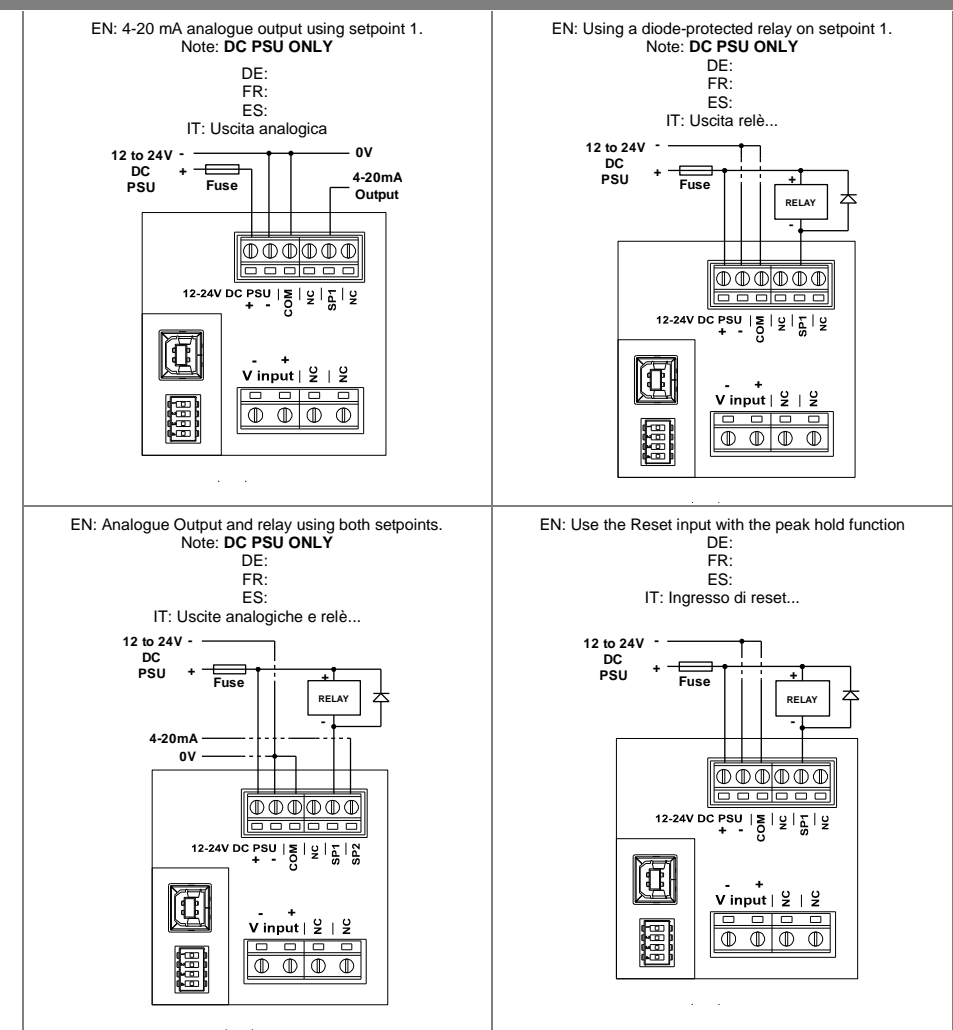 EN: 4-20 mA analogue output using setpoint 1.
Note: DC PSU ONLY
DE:
FR:
ES:
IT: Uscita analogica
12 to 24V -
DC +
PSU
Fuse
0V
4-20mA
Output
12-24V DC PSU | COM | NC | SP1 | NC
+ -
- +
V input | NC | NC
EN: Using a diode-protected relay on setpoint 1.
Note: DC PSU ONLY
DE:
FR:
ES:
IT: Uscita relè...
12 to 24V -
DC
PSU +
Fuse
+
RELAY
-
12-24V DC PSU | COM | NC | SP1 | NC
+ -
- +
V input | NC | NC
EN: Analogue Output and relay using both setpoints.
Note: DC PSU ONLY
DE:
FR:
ES:
IT: Uscite analogiche e relè...
12 to 24V -
DC
PSU +
Fuse
+
RELAY
-
4-20mA
0V
12-24V DC PSU | COM | NC | SP1 | SP2
+ -
- +
V input | NC | NC
EN: Use the Reset input with the peak hold function
DE:
FR:
ES:
IT: Ingresso di reset...
12 to 24V -
DC
PSU +
Fuse
+
RELAY
-
12-24V DC PSU | COM | NC | SP1 | NC
+ -
- +
V input | NC | NC